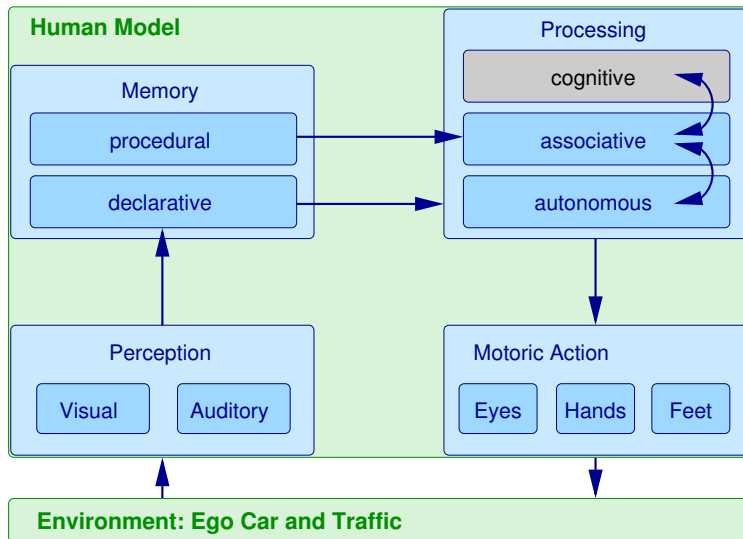 Human Model
Processing
cognitive
associative
autonomous
Memory
procedural
declarative
Perception
Visual
Auditory
Motoric Action
Eyes
Hands
Feet
Environment: Ego Car and Traffic